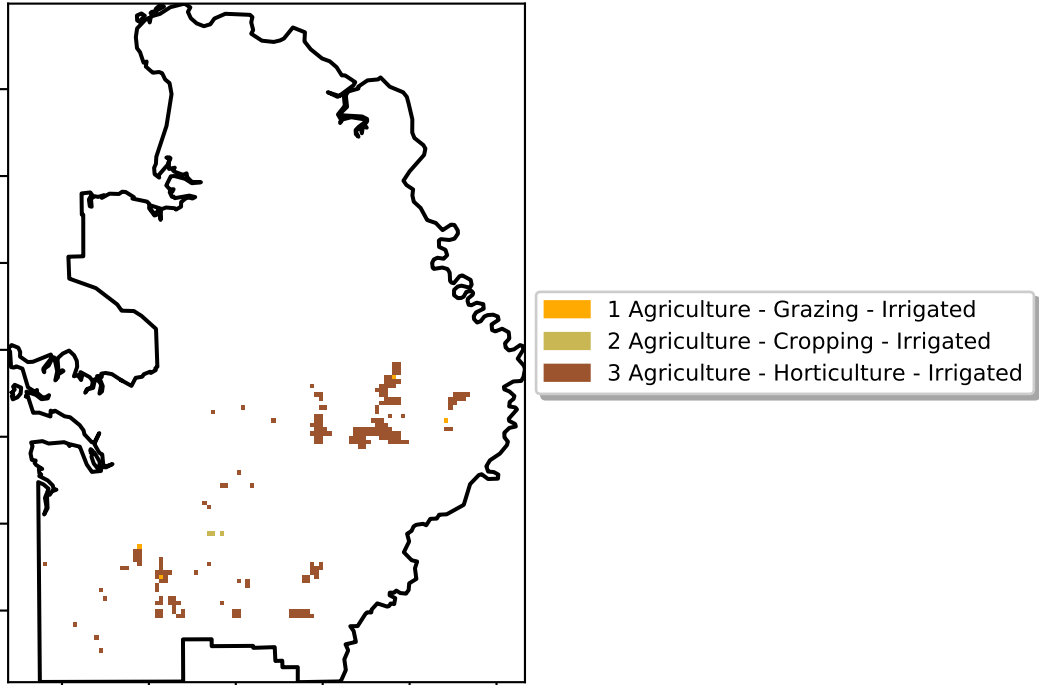 1 Agriculture - Grazing - Irrigated
2 Agriculture - Cropping - Irrigated
3 Agriculture - Horticulture - Irrigated